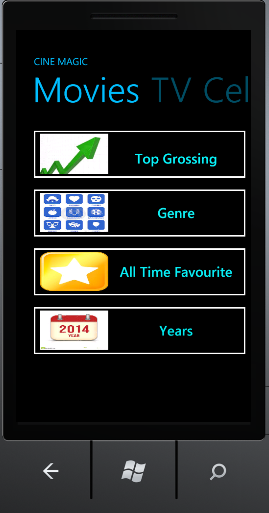 CINE MAGIC
Movies TV Cel
Top Grossing
Genre
All Time Favourite
2014
YEAR
Years